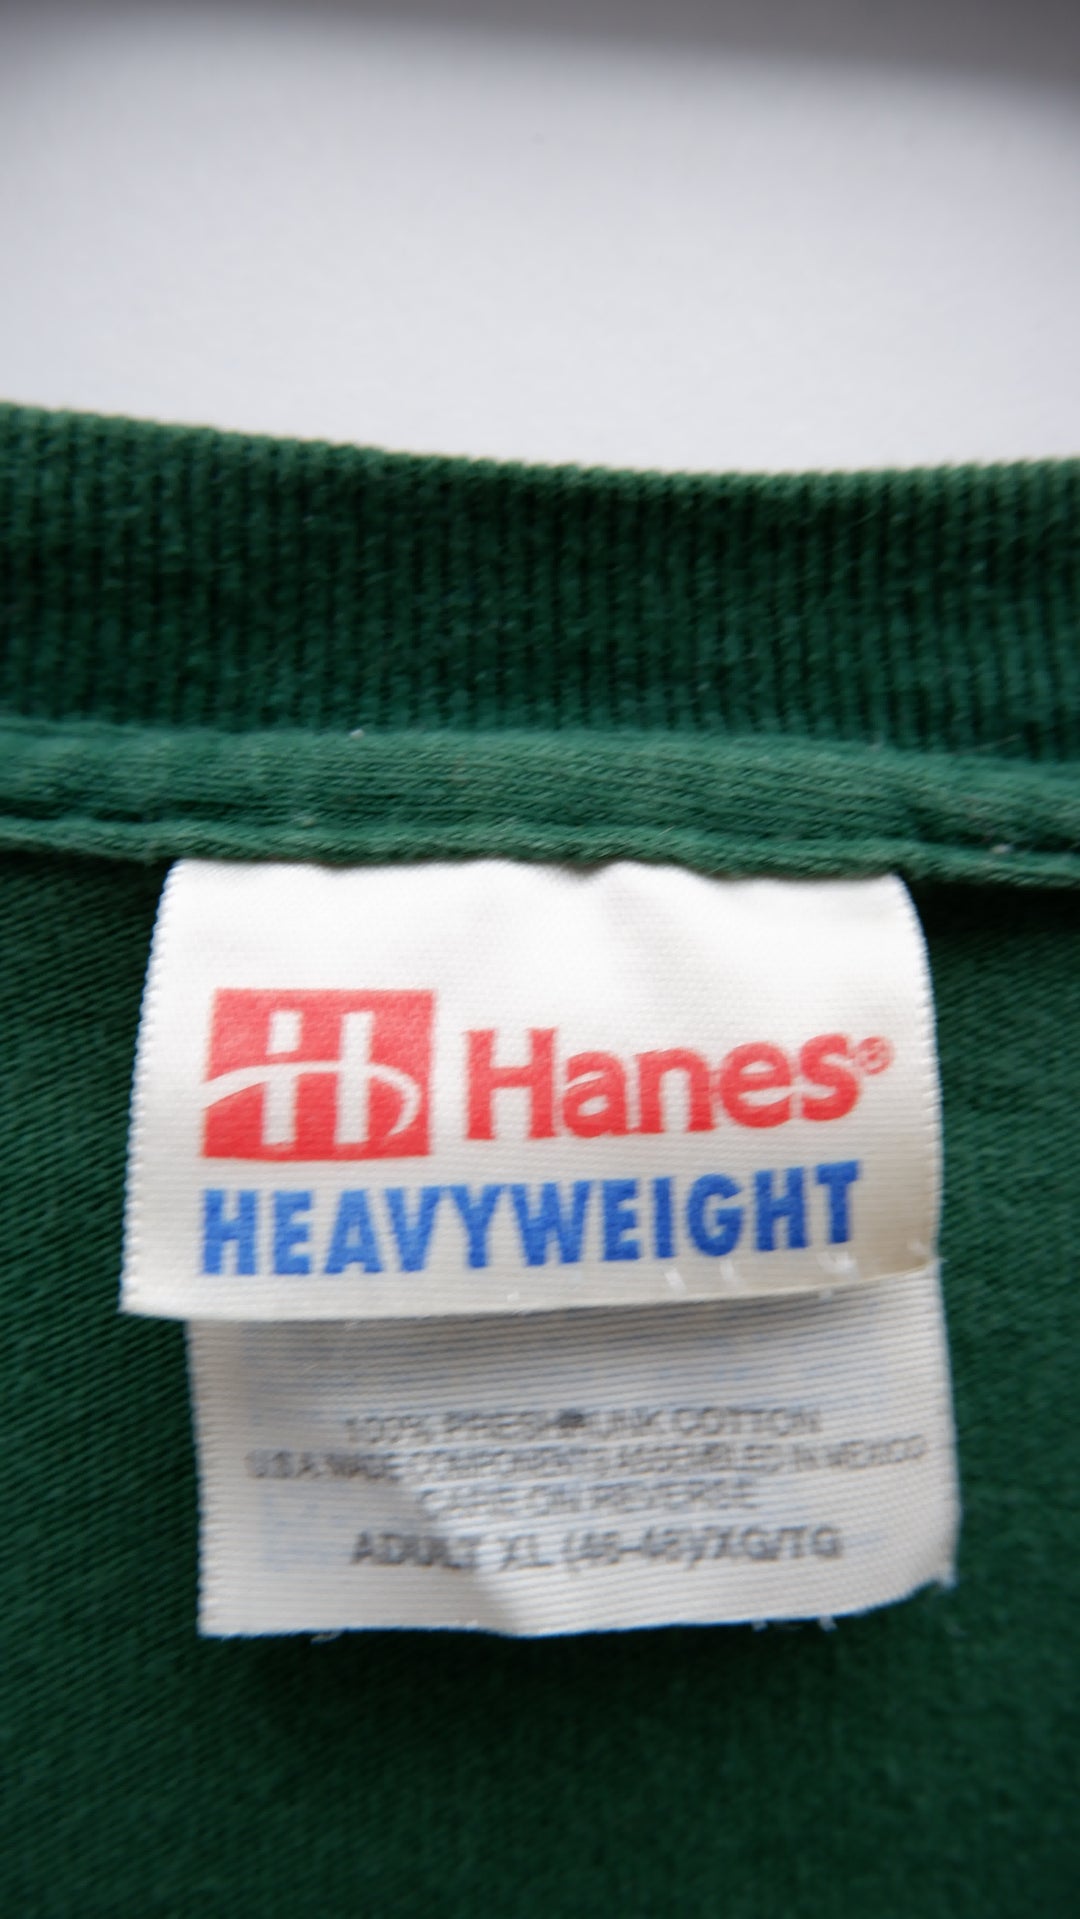 H Hanes®
HEAVYWEIGHT
100% PRESHRUNK COTTON
U.S.A. MADE COMPONENTS ASSEMBLED IN MEXICO
CARE ON REVERSE
ADULT XL (46-48)/XG/TG